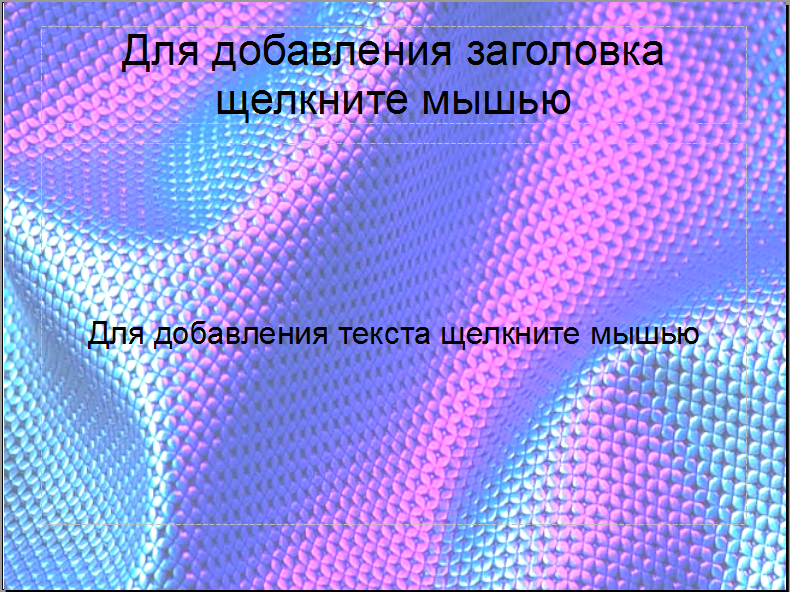 Для добавления заголовка
щелкните мышью
Для добавления текста щелкните мышью